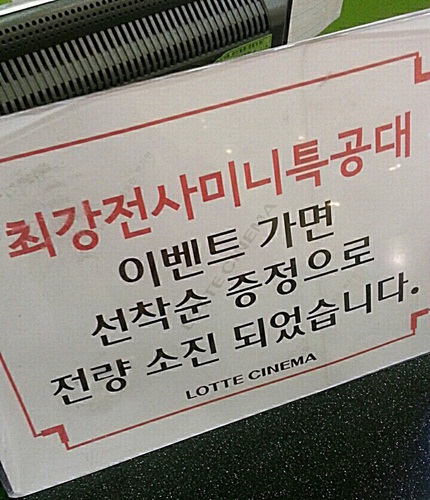 최강전사미니특공대
이벤트 가면
선착순 증정으로
전량 소진 되었습니다.
LOTTE CINEMA